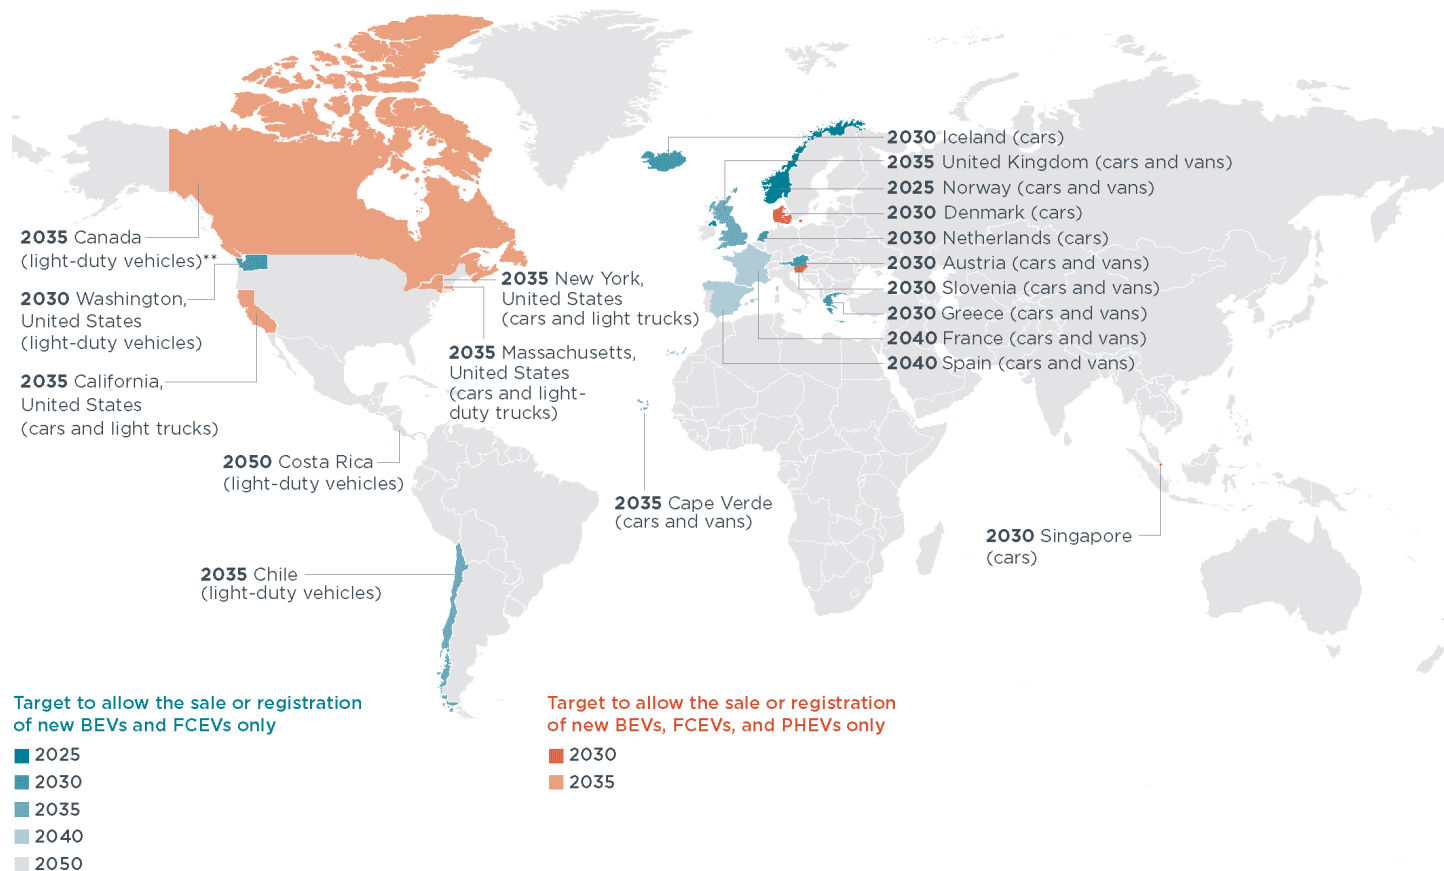 2030 Iceland (cars)
2035 United Kingdom (cars and vans)
2025 Norway (cars and vans)
2030 Denmark (cars)
2030 Netherlands (cars)
2030 Austria (cars and vans)
2030 Slovenia (cars and vans)
2030 Greece (cars and vans)
2040 France (cars and vans)
2040 Spain (cars and vans)
2035 Canada
(light-duty vehicles)**
2030 Washington,
United States
(light-duty vehicles)
2035 California,
United States
(cars and light trucks)
2035 New York,
United States
(cars and light trucks)
2035 Massachusetts,
United States
(cars and light-
duty trucks)
2050 Costa Rica
(light-duty vehicles)
2035 Cape Verde
(cars and vans)
2030 Singapore
(cars)
2035 Chile
(light-duty vehicles)
Target to allow the sale or registration
of new BEVs and FCEVs only
2025
2030
2035
2040
2050
Target to allow the sale or registration
of new BEVs, FCEVs, and PHEVs only
2030
2035